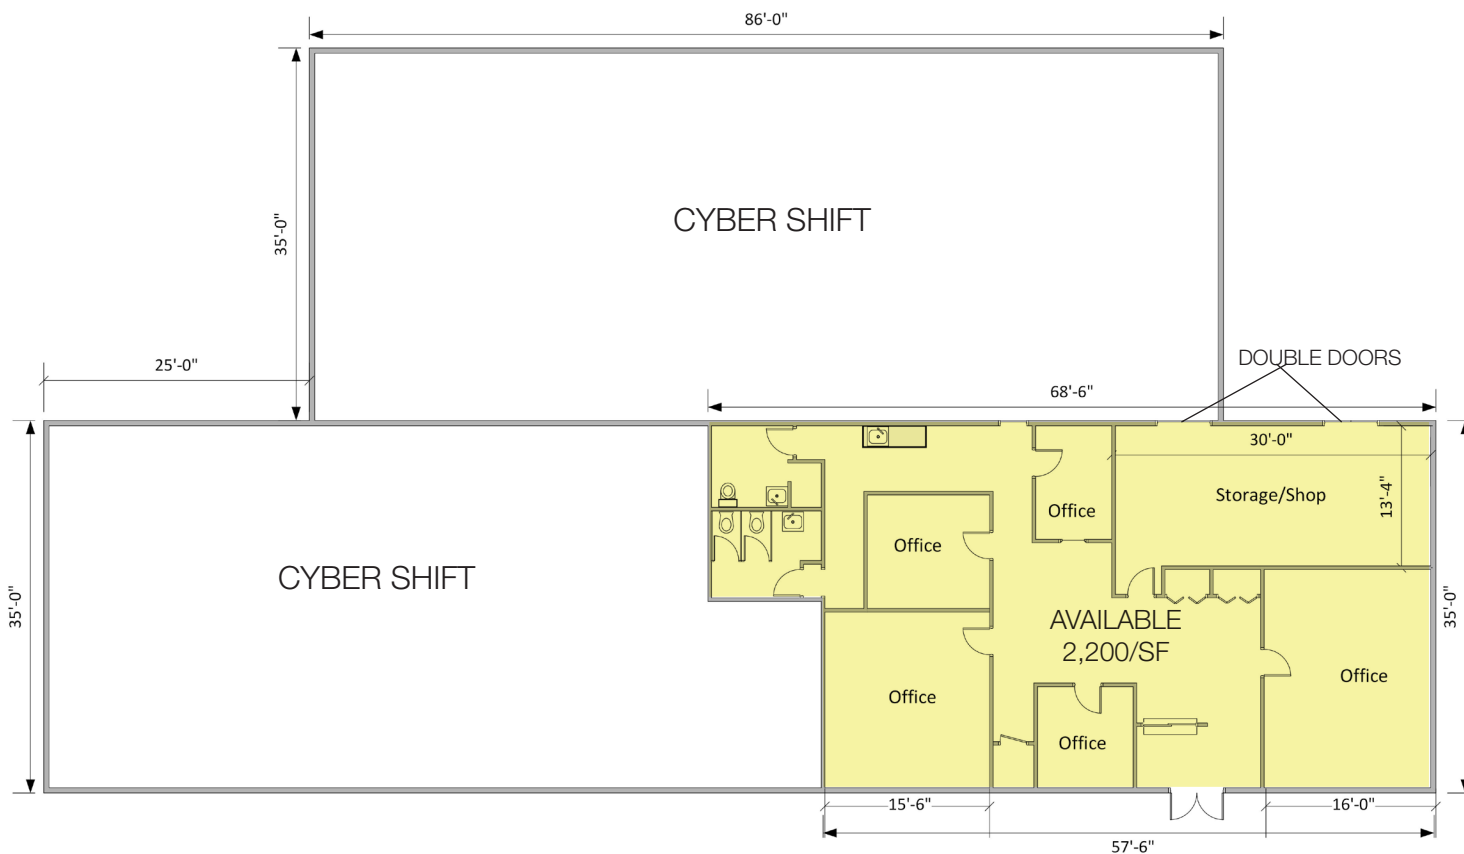 86'-0"
35'-0"
CYBER SHIFT
25'-0"
DOUBLE DOORS
68'-6"
30'-0"
Storage/Shop
13'-4"
Office
Office
CYBER SHIFT
35'-0"
35'-0"
AVAILABLE
2,200/SF
Office
Office
Office
15'-6"
16'-0"
57'-6"